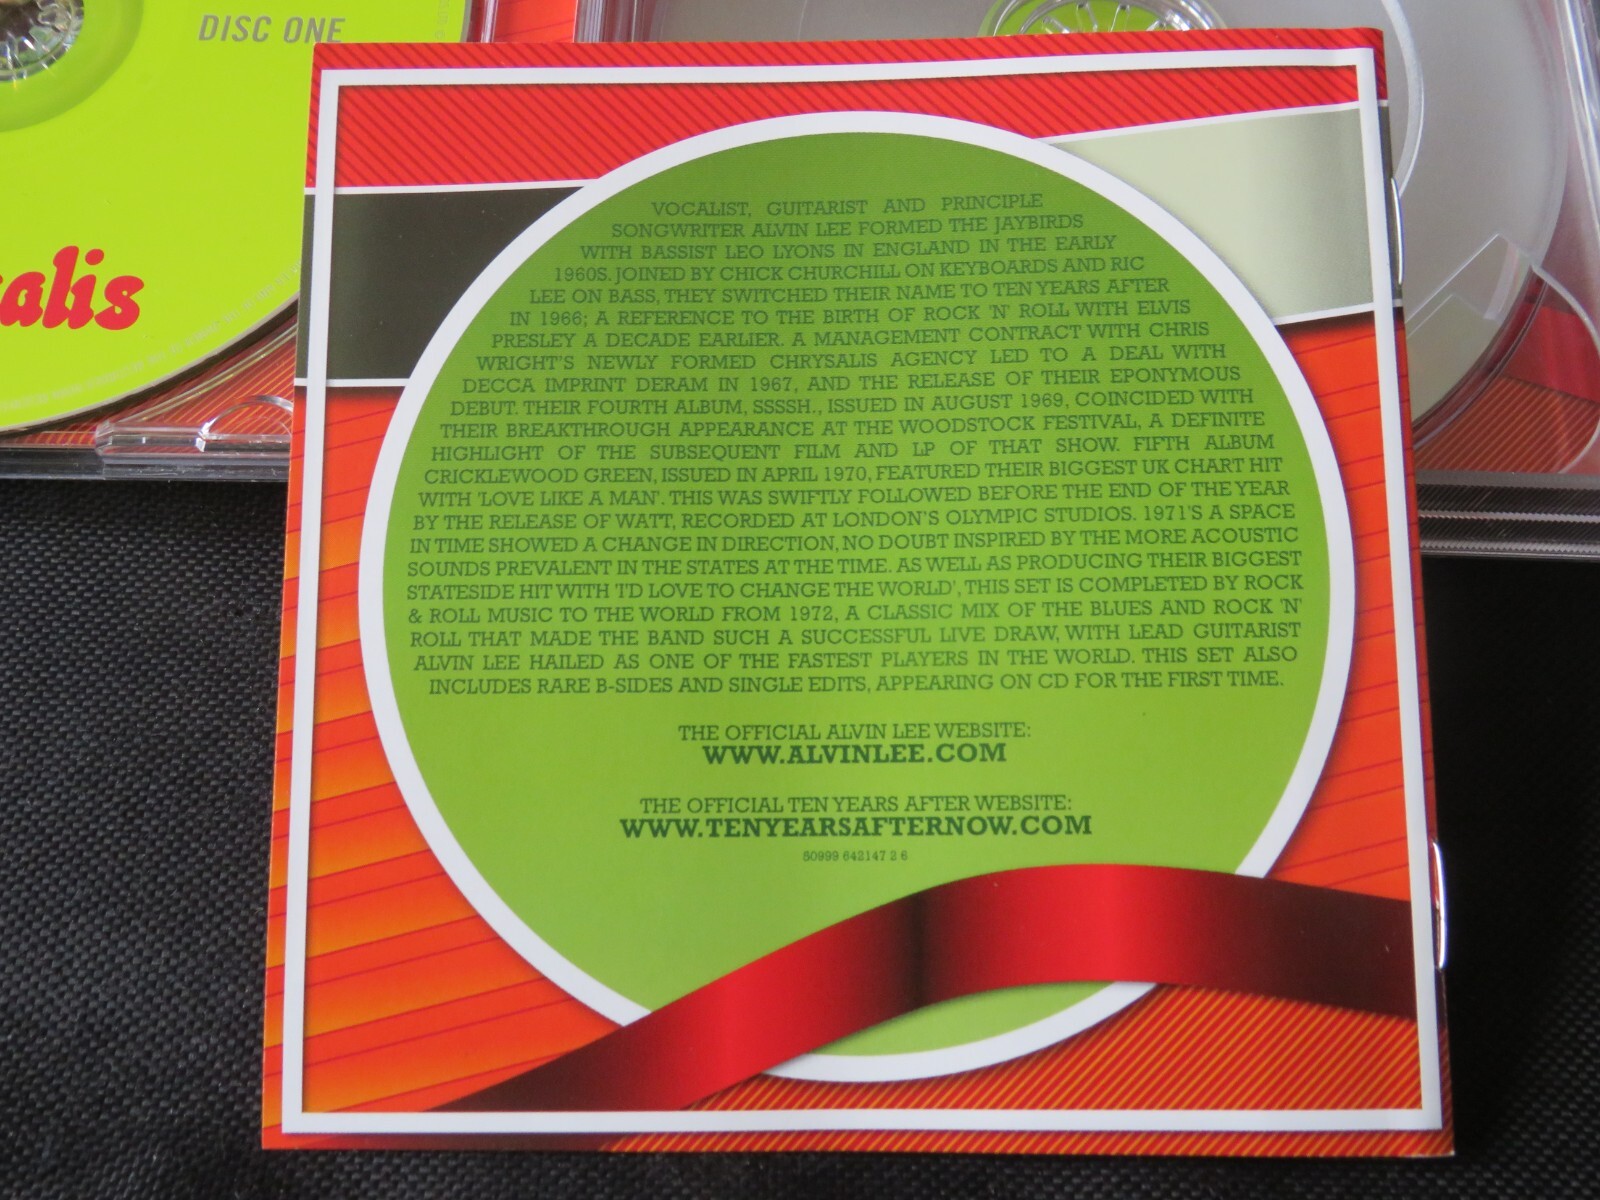 DISC ONE
alis
VOCALIST, GUITARIST AND PRINCIPLE
SONGWRITER ALVIN LEE FORMED THE JAYBIRDS
WITH BASSIST LEO LYONS IN ENGLAND IN THE EARLY
1960S. JOINED BY CHICK CHURCHILL ON KEYBOARDS AND RIC
LEE ON BASS, THEY SWITCHED THEIR NAME TO TEN YEARS AFTER
IN 1966; A REFERENCE TO THE BIRTH OF ROCK 'N' ROLL WITH ELVIS
PRESLEY A DECADE EARLIER. A MANAGEMENT CONTRACT WITH CHRIS
WRIGHT'S NEWLY FORMED CHRYSALIS AGENCY LED TO A DEAL WITH
DECCA IMPRINT DERAM IN 1967, AND THE RELEASE OF THEIR EPONYMOUS
DEBUT. THEIR FOURTH ALBUM, SSSSH., ISSUED IN AUGUST 1969, COINCIDED WITH
THEIR BREAKTHROUGH APPEARANCE AT THE WOODSTOCK FESTIVAL, A DEFINITE
HIGHLIGHT OF THE SUBSEQUENT FILM AND LP OF THAT SHOW. FIFTH ALBUM
CRICKLEWOOD GREEN, ISSUED IN APRIL 1970, FEATURED THEIR BIGGEST UK CHART HIT
WITH 'LOVE LIKE A MAN'. THIS WAS SWIFTLY FOLLOWED BEFORE THE END OF THE YEAR
BY THE RELEASE OF WATT, RECORDED AT LONDON'S OLYMPIC STUDIOS. 1971'S A SPACE
IN TIME SHOWED A CHANGE IN DIRECTION, NO DOUBT INSPIRED BY THE MORE ACOUSTIC
SOUNDS PREVALENT IN THE STATES AT THE TIME. AS WELL AS PRODUCING THEIR BIGGEST
STATESIDE HIT WITH 'I'D LOVE TO CHANGE THE WORLD', THIS SET IS COMPLETED BY ROCK
& ROLL MUSIC TO THE WORLD FROM 1972, A CLASSIC MIX OF THE BLUES AND ROCK 'N'
ROLL THAT MADE THE BAND SUCH A SUCCESSFUL LIVE DRAW, WITH LEAD GUITARIST
ALVIN LEE HAILED AS ONE OF THE FASTEST PLAYERS IN THE WORLD. THIS SET ALSO
INCLUDES RARE B-SIDES AND SINGLE EDITS, APPEARING ON CD FOR THE FIRST TIME.
THE OFFICIAL ALVIN LEE WEBSITE:
WWW.ALVINLEE.COM
THE OFFICIAL TEN YEARS AFTER WEBSITE:
WWW.TENYEARSAFTERNOW.COM
50999 642147 2 6